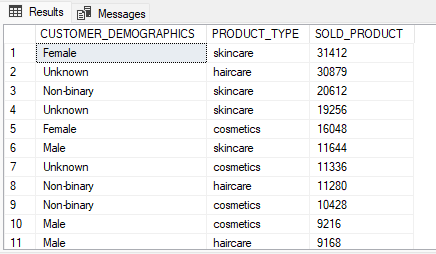 Results Messages
CUSTOMER_DEMOGRAPHICS PRODUCT_TYPE SOLD_PRODUCT
1 Female skincare 31412
2 Unknown haircare 30879
3 Non-binary skincare 20612
4 Unknown skincare 19256
5 Female cosmetics 16048
6 Male skincare 11644
7 Unknown cosmetics 11336
8 Non-binary haircare 11280
9 Non-binary cosmetics 10428
10 Male cosmetics 9216
11 Male haircare 9168